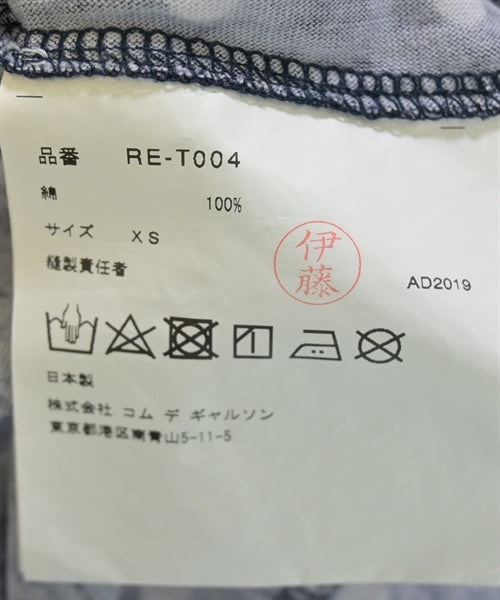 品番 RE-T004
綿 100%
サイズ XS
縫製責任者
伊藤
AD2019
日本製
株式会社 コム デ ギャルソン
東京都港区南青山5-11-5